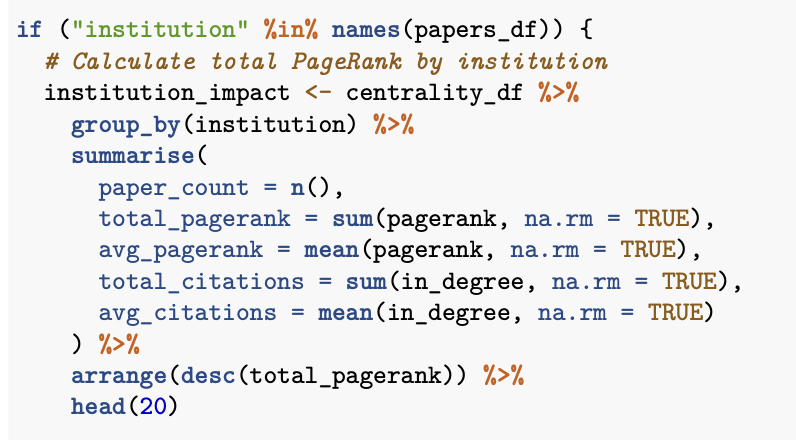 if ("institution" %in% names(papers_df)) {
  # Calculate total PageRank by institution
  institution_impact <- centrality_df %>%
    group_by(institution) %>%
    summarise(
      paper_count = n(),
      total_pagerank = sum(pagerank, na.rm = TRUE),
      avg_pagerank = mean(pagerank, na.rm = TRUE),
      total_citations = sum(in_degree, na.rm = TRUE),
      avg_citations = mean(in_degree, na.rm = TRUE)
    ) %>%
    arrange(desc(total_pagerank)) %>%
    head(20)